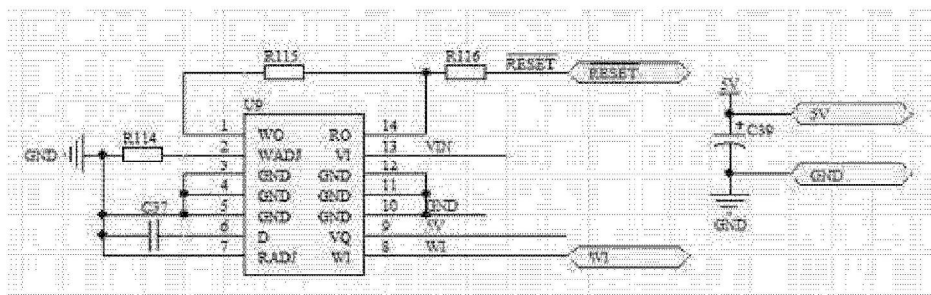 R115
R116
RESET
RESET
U9
5V
5V
C39
R114
1
WO
RO
14
GND
2
WADJ
VI
13
VIN
3
GND
GND
12
4
GND
GND
11
GND
C37
5
GND
GND
10
GND
6
D
VQ
9
5V
GND
7
RADJ
WI
8
WI
WI